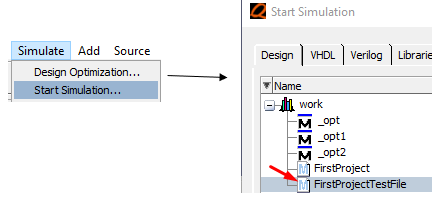 Simulate Add Source
Design Optimization...
Start Simulation...
Start Simulation
Design VHDL Verilog Librarie
Name
work
_opt
_opt1
_opt2
FirstProject
FirstProjectTestFile